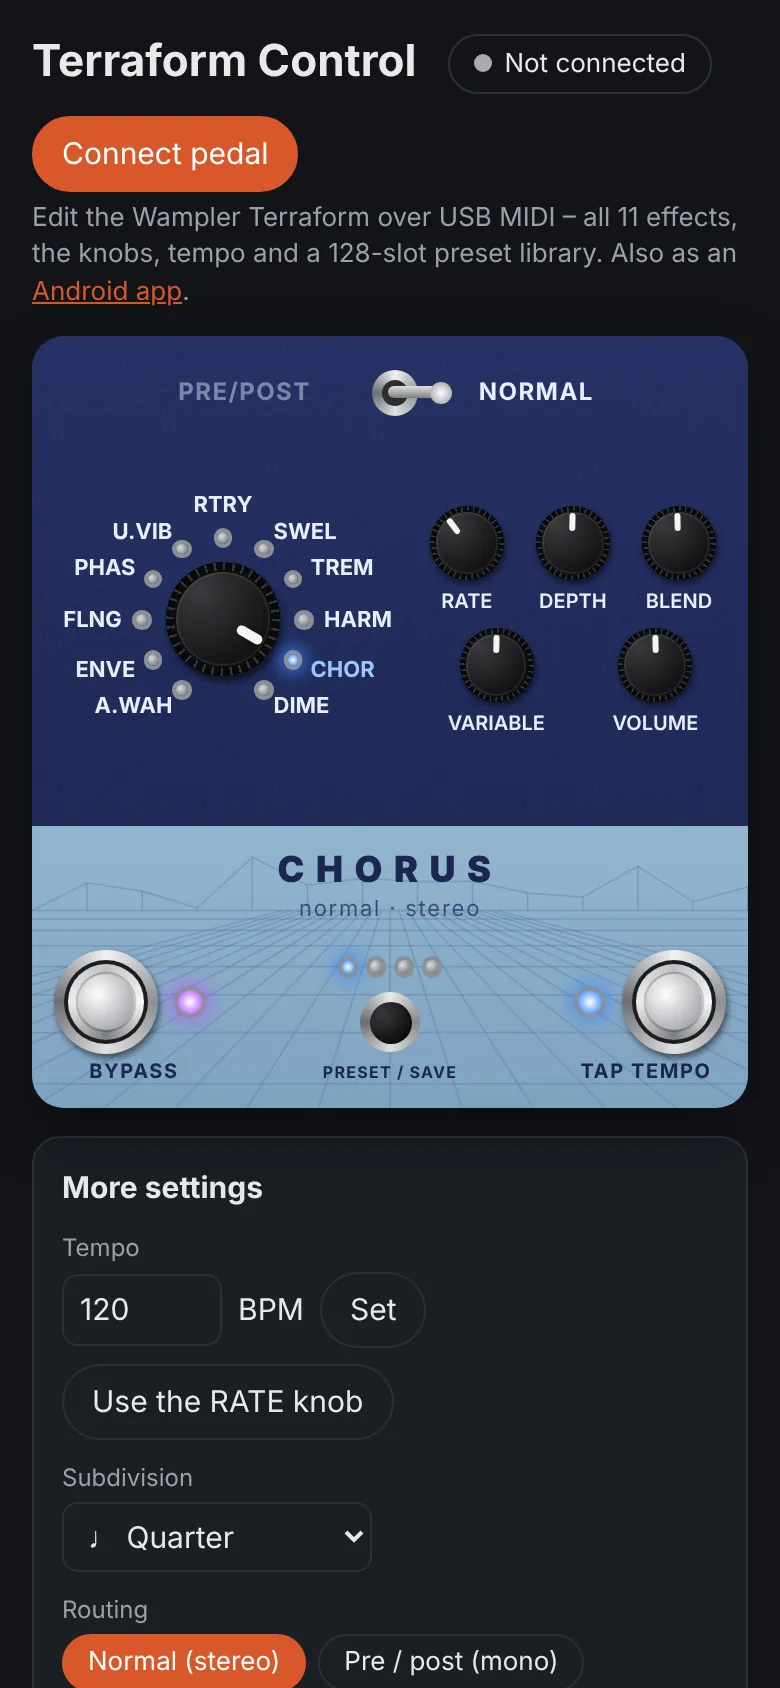 Terraform Control
Not connected
Connect pedal
Edit the Wampler Terraform over USB MIDI – all 11 effects,
the knobs, tempo and a 128-slot preset library. Also as an
Android app.
PRE/POST
NORMAL
RTRY
U.VIB
SWEL
PHAS
TREM
FLNG
HARM
ENVE
CHOR
A.WAH
DIME
RATE
DEPTH
BLEND
VARIABLE
VOLUME
CHORUS
normal · stereo
BYPASS
PRESET / SAVE
TAP TEMPO
More settings
Tempo
120 BPM Set
Use the RATE knob
Subdivision
♩ Quarter
Routing
Normal (stereo) Pre / post (mono)